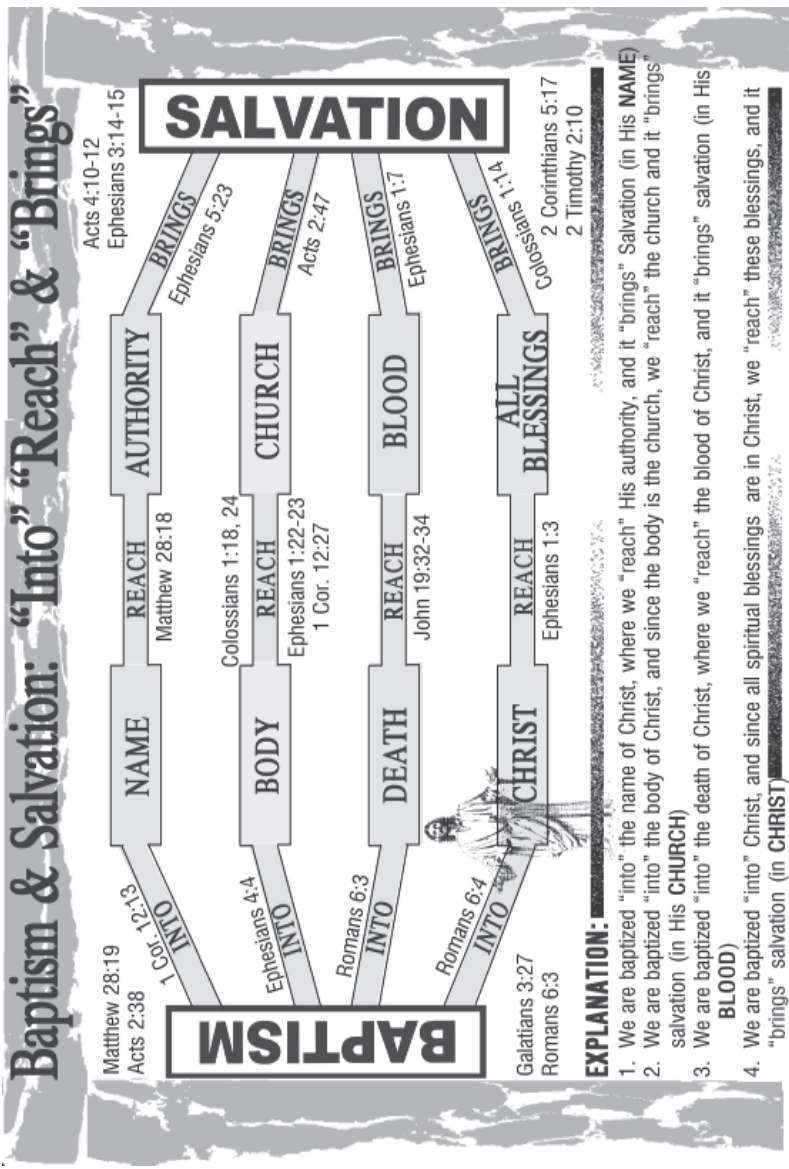 Baptism & Salvation: “Into” “Reach” & “Brings”
Matthew 28:19
Acts 2:38
Acts 4:10-12
Ephesians 3:14-15
1 Cor. 12:13
INTO
NAME
REACH
Matthew 28:18
AUTHORITY
BRINGS
Ephesians 5:23
Ephesians 4:4
INTO
BODY
Colossians 1:18, 24
REACH
Ephesians 1:22-23
1 Cor. 12:27
CHURCH
BRINGS
Acts 2:47
BAPTISM
SALVATION
Romans 6:3
INTO
DEATH
REACH
John 19:32-34
BLOOD
BRINGS
Ephesians 1:7
Romans 6:4
INTO
CHRIST
REACH
Ephesians 1:3
ALL
BLESSINGS
BRINGS
Colossians 1:14
Galatians 3:27
Romans 6:3
2 Corinthians 5:17
2 Timothy 2:10
EXPLANATION:
1. We are baptized “into” the name of Christ, where we “reach” His authority, and it “brings” Salvation (in His NAME)
2. We are baptized “into” the body of Christ, and since the body is the church, we “reach” the church and it “brings”
salvation (in His CHURCH)
3. We are baptized “into” the death of Christ, where we “reach” the blood of Christ, and it “brings” salvation (in His
BLOOD)
4. We are baptized “into” Christ, and since all spiritual blessings are in Christ, we “reach” these blessings, and it
“brings” salvation (in CHRIST)